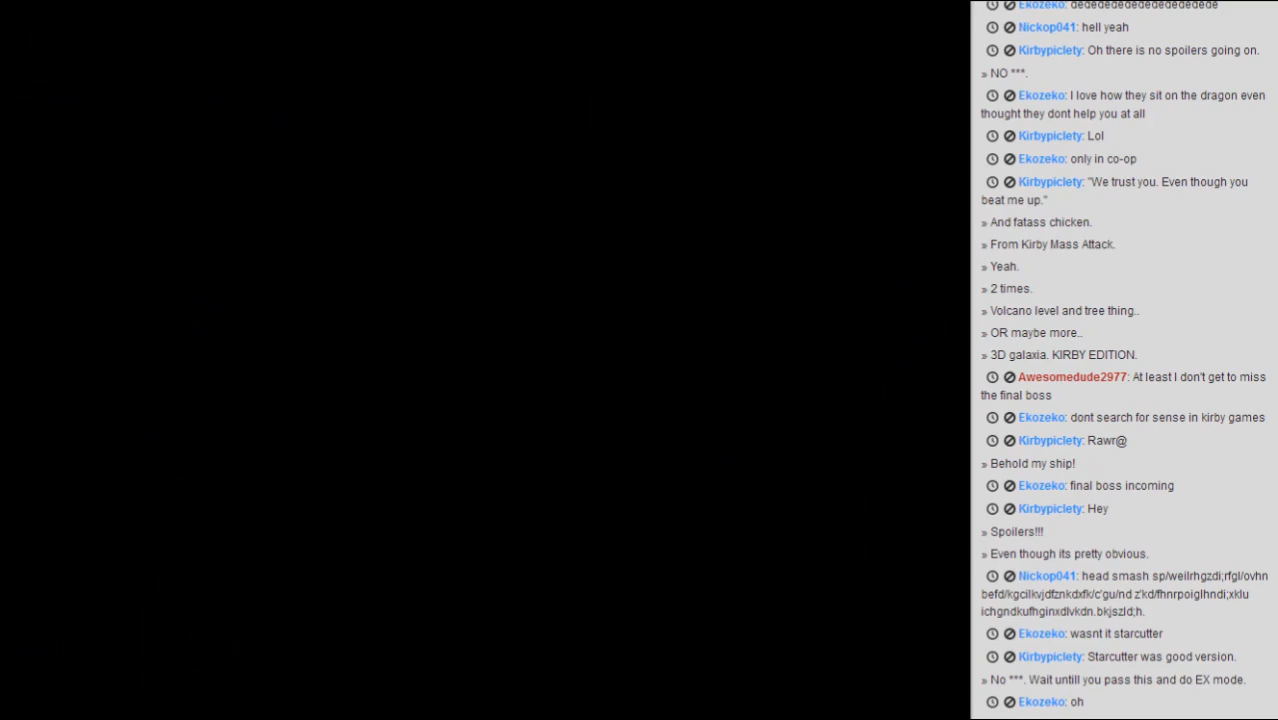 Ekozeko: dedededededededededede
Nickop041: hell yeah
Kirbypiclety: Oh there is no spoilers going on.
» NO ***.
Ekozeko: I love how they sit on the dragon even
thought they dont help you at all
Kirbypiclety: Lol
Ekozeko: only in co-op
Kirbypiclety: "We trust you. Even though you
beat me up."
» And fatass chicken.
» From Kirby Mass Attack.
» Yeah.
» 2 times.
» Volcano level and tree thing..
» OR maybe more..
» 3D galaxia. KIRBY EDITION.
Awesomedude2977: At least I don't get to miss
the final boss
Ekozeko: dont search for sense in kirby games
Kirbypiclety: Rawr@
» Behold my ship!
Ekozeko: final boss incoming
Kirbypiclety: Hey
» Spoilers!!!
» Even though its pretty obvious.
Nickop041: head smash sp/weilrhgzdi;rfgl/ovhn
befd/kgcilkvjdfznkdxfk/c'gu/nd z'kd/fhnrpoiglhndi;xklu
ichgndkufhginxdlvkdn.bkjszld;h.
Ekozeko: wasnt it starcutter
Kirbypiclety: Starcutter was good version.
» No ***. Wait untill you pass this and do EX mode.
Ekozeko: oh